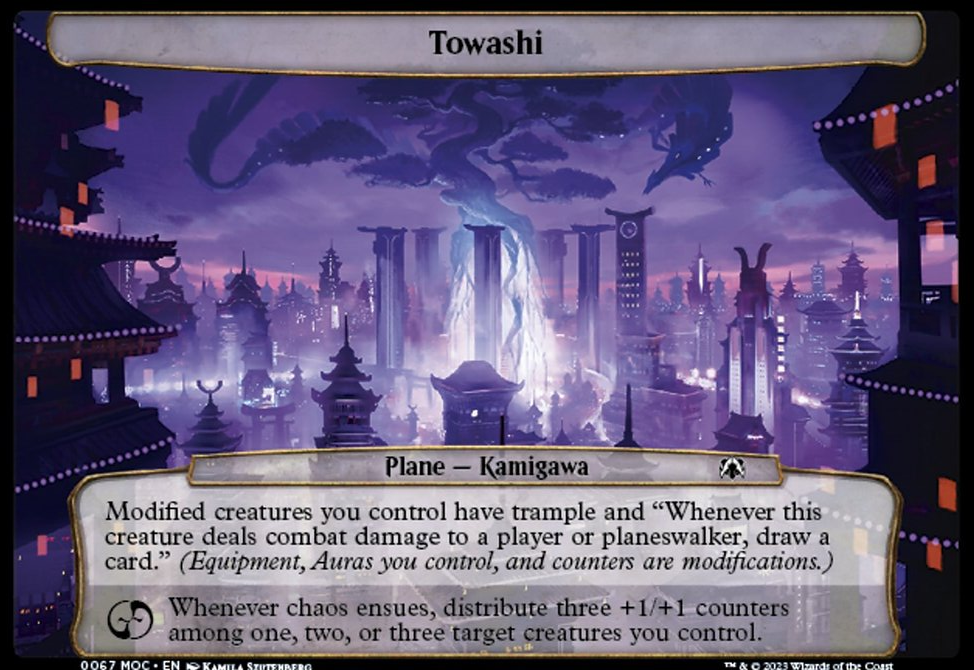 Towashi
Plane — Kamigawa
Modified creatures you control have trample and “Whenever this
creature deals combat damage to a player or planeswalker, draw a
card.” (Equipment, Auras you control, and counters are modifications.)
Whenever chaos ensues, distribute three +1/+1 counters
among one, two, or three target creatures you control.
0067 MOC • EN KAMILA SZUTENBERG
™ & © 2023 Wizards of the Coast